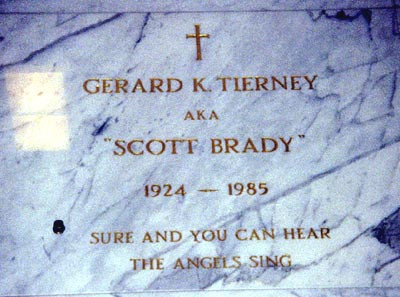 GERARD K. TIERNEY
AKA
"SCOTT BRADY"
1924 — 1985
SURE AND YOU CAN HEAR
THE ANGELS SING